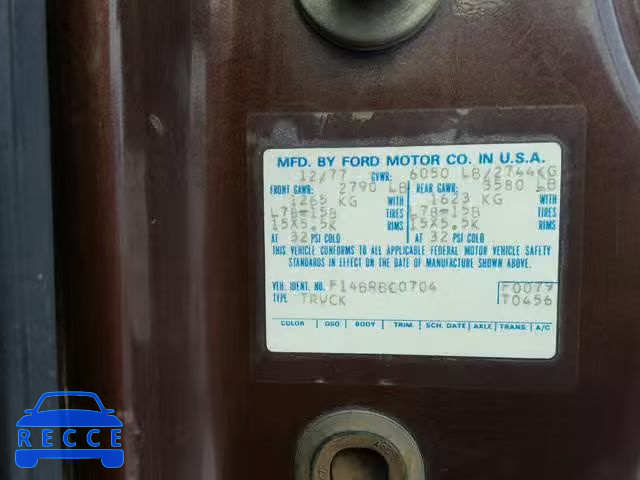 MFD. BY FORD MOTOR CO. IN U.S.A.
12/77 GVWR: 6050 LB/2744KG
FRONT GAWR: 2790 LB REAR GAWR: 3580 LB
1265 KG WITH 1623 KG WITH
L78-15B TIRES L78-15B TIRES
15X5.5K RIMS 15X5.5K RIMS
AT 32 PSI COLD AT 32 PSI COLD
THIS VEHICLE CONFORMS TO ALL APPLICABLE FEDERAL MOTOR VEHICLE SAFETY
STANDARDS IN EFFECT ON THE DATE OF MANUFACTURE SHOWN ABOVE.
VEH. IDENT. NO. F14BRBC0704 F0079
TYPE TRUCK T0456
COLOR DSO BODY TRIM SCH. DATE AXLE TRANS. A/C
RECCE